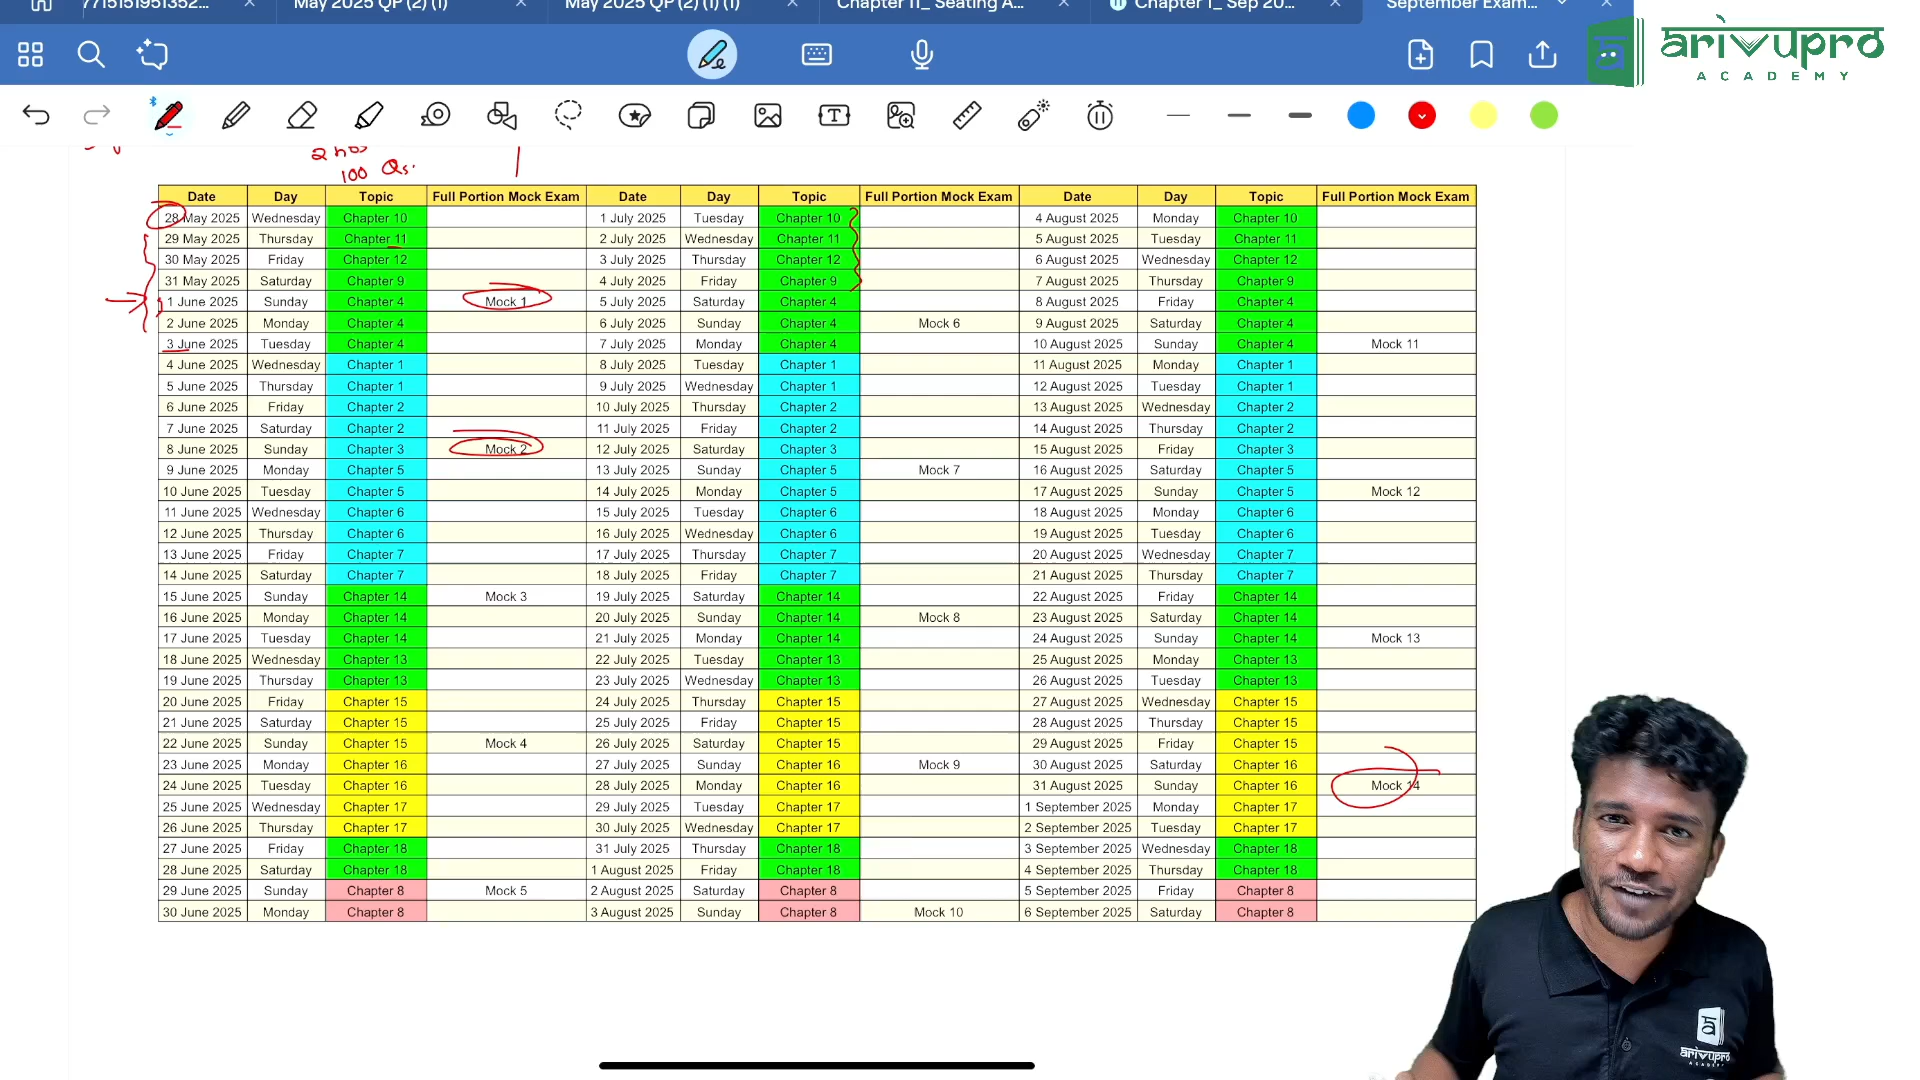 7715151951352...
May 2025 QP (2) (1)
May 2025 QP (2) (1) (1)
Chapter 11_ Seating A...
Chapter 1_ Sep 20...
September Exam...
arivupro
ACADEMY
2 hrs
100 Qs.
Date Day Topic Full Portion Mock Exam Date Day Topic Full Portion Mock Exam Date Day Topic Full Portion Mock Exam
28 May 2025 Wednesday Chapter 10 1 July 2025 Tuesday Chapter 10 4 August 2025 Monday Chapter 10
29 May 2025 Thursday Chapter 11 2 July 2025 Wednesday Chapter 11 5 August 2025 Tuesday Chapter 11
30 May 2025 Friday Chapter 12 3 July 2025 Thursday Chapter 12 6 August 2025 Wednesday Chapter 12
31 May 2025 Saturday Chapter 9 4 July 2025 Friday Chapter 9 7 August 2025 Thursday Chapter 9
1 June 2025 Sunday Chapter 4 Mock 1 5 July 2025 Saturday Chapter 4 8 August 2025 Friday Chapter 4
2 June 2025 Monday Chapter 4 6 July 2025 Sunday Chapter 4 Mock 6 9 August 2025 Saturday Chapter 4
3 June 2025 Tuesday Chapter 4 7 July 2025 Monday Chapter 4 10 August 2025 Sunday Chapter 4 Mock 11
4 June 2025 Wednesday Chapter 1 8 July 2025 Tuesday Chapter 1 11 August 2025 Monday Chapter 1
5 June 2025 Thursday Chapter 1 9 July 2025 Wednesday Chapter 1 12 August 2025 Tuesday Chapter 1
6 June 2025 Friday Chapter 2 10 July 2025 Thursday Chapter 2 13 August 2025 Wednesday Chapter 2
7 June 2025 Saturday Chapter 2 11 July 2025 Friday Chapter 2 14 August 2025 Thursday Chapter 2
8 June 2025 Sunday Chapter 3 Mock 2 12 July 2025 Saturday Chapter 3 15 August 2025 Friday Chapter 3
9 June 2025 Monday Chapter 5 13 July 2025 Sunday Chapter 5 Mock 7 16 August 2025 Saturday Chapter 5
10 June 2025 Tuesday Chapter 5 14 July 2025 Monday Chapter 5 17 August 2025 Sunday Chapter 5 Mock 12
11 June 2025 Wednesday Chapter 6 15 July 2025 Tuesday Chapter 6 18 August 2025 Monday Chapter 6
12 June 2025 Thursday Chapter 6 16 July 2025 Wednesday Chapter 6 19 August 2025 Tuesday Chapter 6
13 June 2025 Friday Chapter 7 17 July 2025 Thursday Chapter 7 20 August 2025 Wednesday Chapter 7
14 June 2025 Saturday Chapter 7 18 July 2025 Friday Chapter 7 21 August 2025 Thursday Chapter 7
15 June 2025 Sunday Chapter 14 Mock 3 19 July 2025 Saturday Chapter 14 22 August 2025 Friday Chapter 14
16 June 2025 Monday Chapter 14 20 July 2025 Sunday Chapter 14 Mock 8 23 August 2025 Saturday Chapter 14
17 June 2025 Tuesday Chapter 14 21 July 2025 Monday Chapter 14 24 August 2025 Sunday Chapter 14 Mock 13
18 June 2025 Wednesday Chapter 13 22 July 2025 Tuesday Chapter 13 25 August 2025 Monday Chapter 13
19 June 2025 Thursday Chapter 13 23 July 2025 Wednesday Chapter 13 26 August 2025 Tuesday Chapter 13
20 June 2025 Friday Chapter 15 24 July 2025 Thursday Chapter 15 27 August 2025 Wednesday Chapter 15
21 June 2025 Saturday Chapter 15 25 July 2025 Friday Chapter 15 28 August 2025 Thursday Chapter 15
22 June 2025 Sunday Chapter 15 Mock 4 26 July 2025 Saturday Chapter 15 29 August 2025 Friday Chapter 15
23 June 2025 Monday Chapter 16 27 July 2025 Sunday Chapter 16 Mock 9 30 August 2025 Saturday Chapter 16
24 June 2025 Tuesday Chapter 16 28 July 2025 Monday Chapter 16 31 August 2025 Sunday Chapter 16 Mock 14
25 June 2025 Wednesday Chapter 17 29 July 2025 Tuesday Chapter 17 1 September 2025 Monday Chapter 17
26 June 2025 Thursday Chapter 17 30 July 2025 Wednesday Chapter 17 2 September 2025 Tuesday Chapter 17
27 June 2025 Friday Chapter 18 31 July 2025 Thursday Chapter 18 3 September 2025 Wednesday Chapter 18
28 June 2025 Saturday Chapter 18 1 August 2025 Friday Chapter 18 4 September 2025 Thursday Chapter 18
29 June 2025 Sunday Chapter 8 Mock 5 2 August 2025 Saturday Chapter 8 5 September 2025 Friday Chapter 8
30 June 2025 Monday Chapter 8 3 August 2025 Sunday Chapter 8 Mock 10 6 September 2025 Saturday Chapter 8
arivupro
ACADEMY